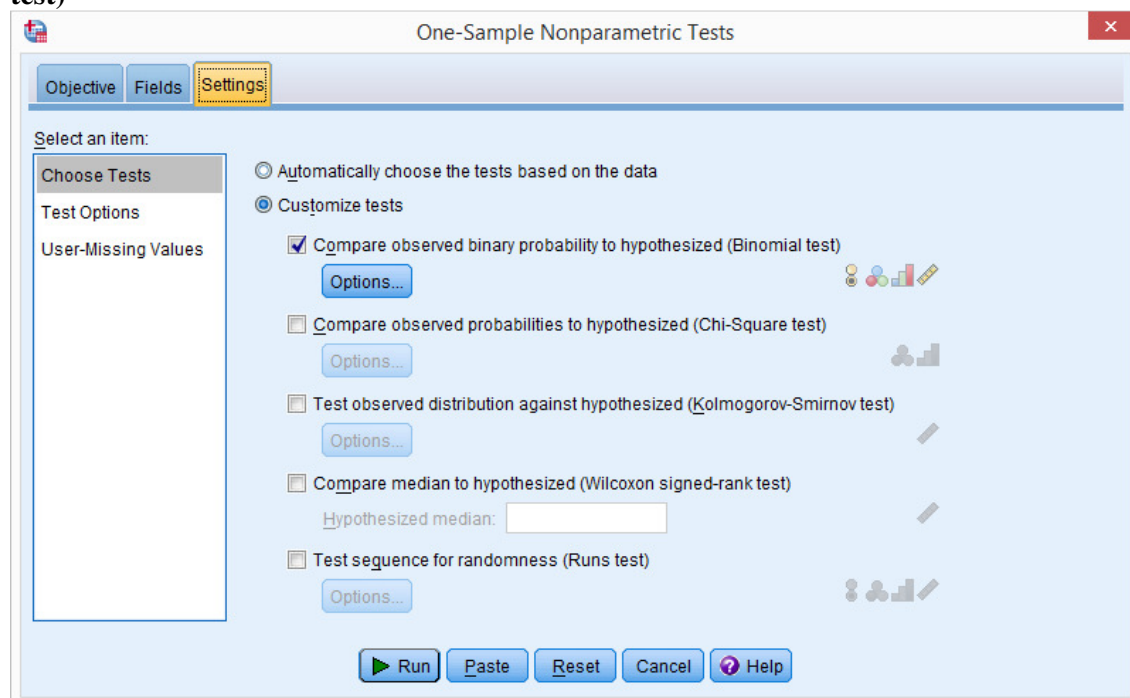 test)
One-Sample Nonparametric Tests
Objective Fields Settings
Select an item:
Choose Tests
Test Options
User-Missing Values
Automatically choose the tests based on the data
Customize tests
Compare observed binary probability to hypothesized (Binomial test)
Options...
Compare observed probabilities to hypothesized (Chi-Square test)
Options...
Test observed distribution against hypothesized (Kolmogorov-Smirnov test)
Options...
Compare median to hypothesized (Wilcoxon signed-rank test)
Hypothesized median:
Test sequence for randomness (Runs test)
Options...
Run Paste Reset Cancel Help